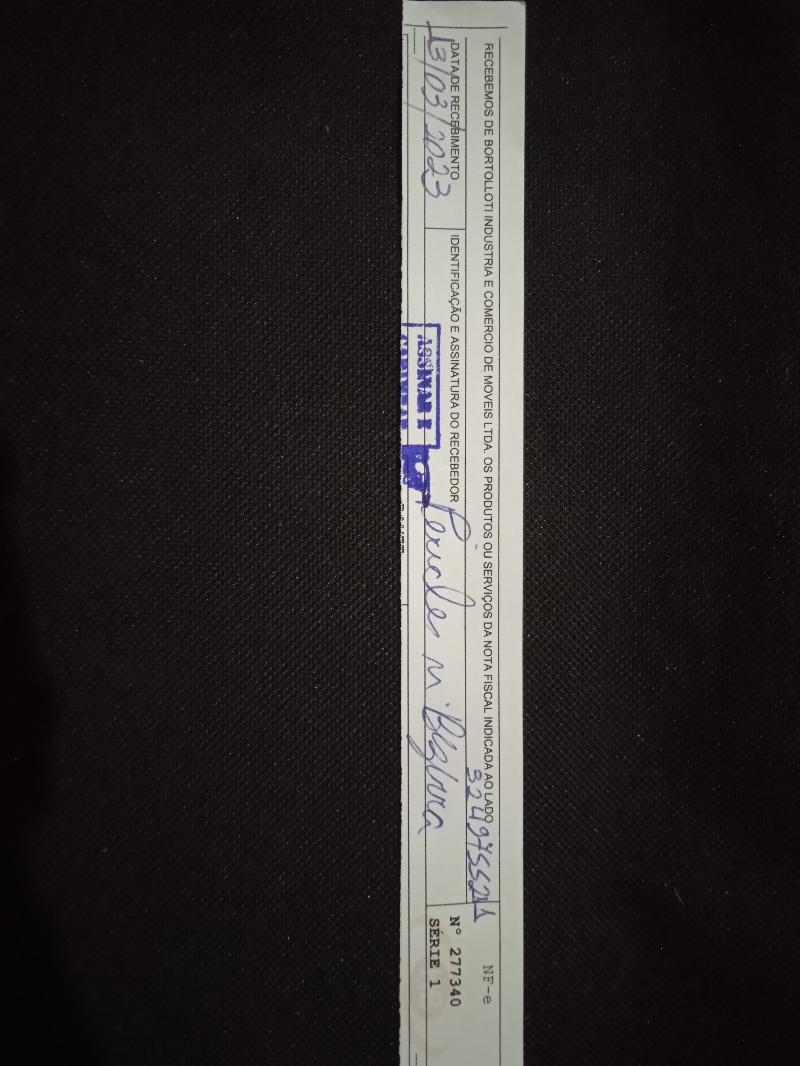 RECEBEMOS DE BORTOLLOTI INDUSTRIA E COMERCIO DE MOVEIS LTDA. OS PRODUTOS OU SERVIÇOS DA NOTA FISCAL INDICADA AO LADO
NF-e
DATA DE RECEBIMENTO
13/03/2023
IDENTIFICAÇÃO E ASSINATURA DO RECEBEDOR
ASSINAR E
Nº 277340
SÉRIE 1